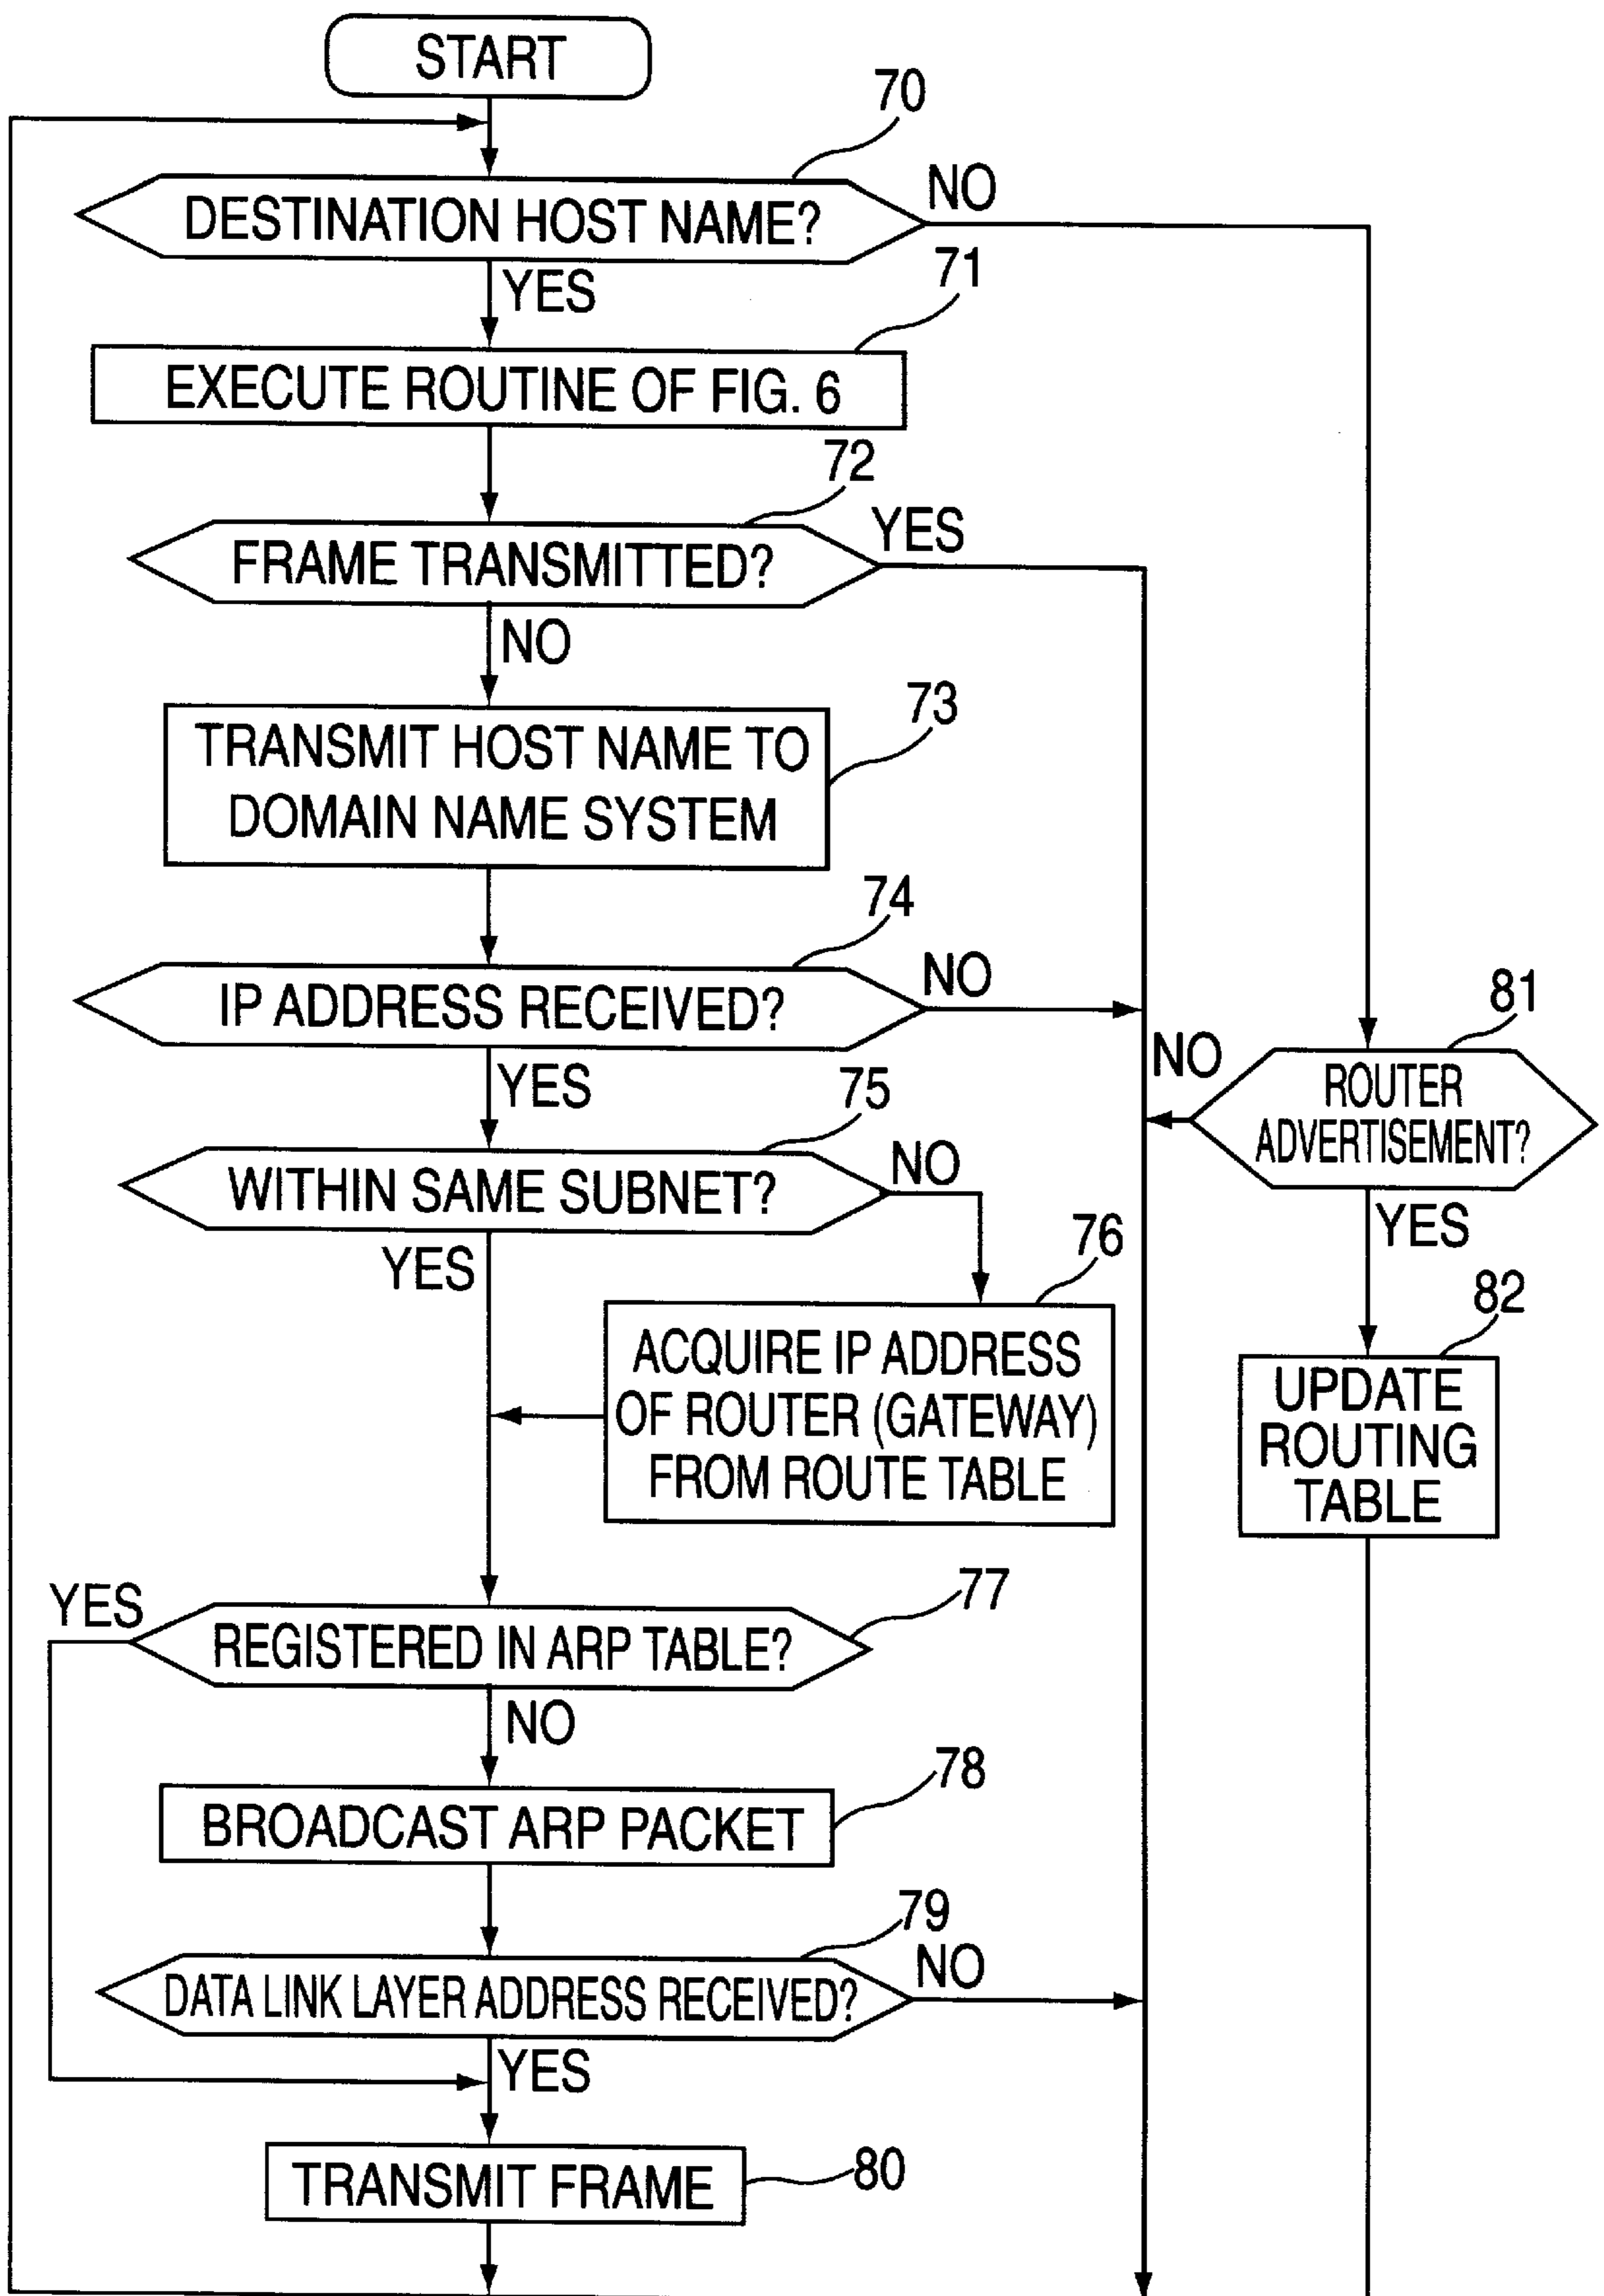 START
70
DESTINATION HOST NAME?
NO
YES
71
EXECUTE ROUTINE OF FIG. 6
72
FRAME TRANSMITTED?
YES
NO
73
TRANSMIT HOST NAME TO
DOMAIN NAME SYSTEM
74
IP ADDRESS RECEIVED?
NO
YES
81
ROUTER
ADVERTISEMENT?
NO
YES
75
WITHIN SAME SUBNET?
NO
YES
76
ACQUIRE IP ADDRESS
OF ROUTER (GATEWAY)
FROM ROUTE TABLE
82
UPDATE
ROUTING
TABLE
77
YES
REGISTERED IN ARP TABLE?
NO
78
BROADCAST ARP PACKET
79
DATA LINK LAYER ADDRESS RECEIVED?
NO
YES
TRANSMIT FRAME
80